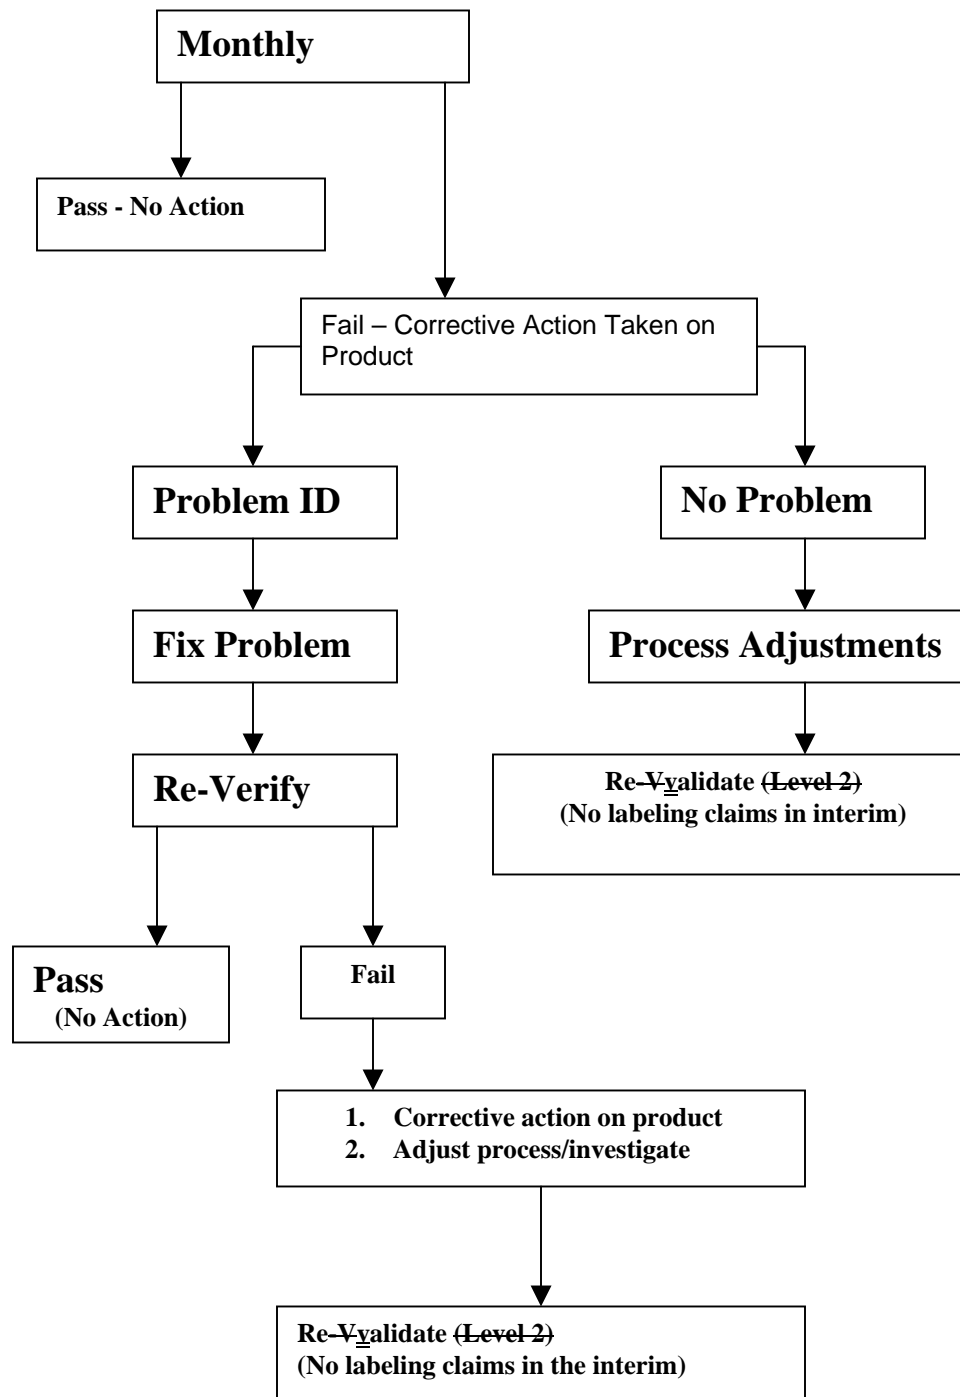 Monthly
Pass - No Action
Fail – Corrective Action Taken on
Product
Problem ID
No Problem
Fix Problem
Process Adjustments
Re-Verify
Re-Vvalidate (Level 2)
(No labeling claims in interim)
Pass
(No Action)
Fail
1. Corrective action on product
2. Adjust process/investigate
Re-Vvalidate (Level 2)
(No labeling claims in the interim)